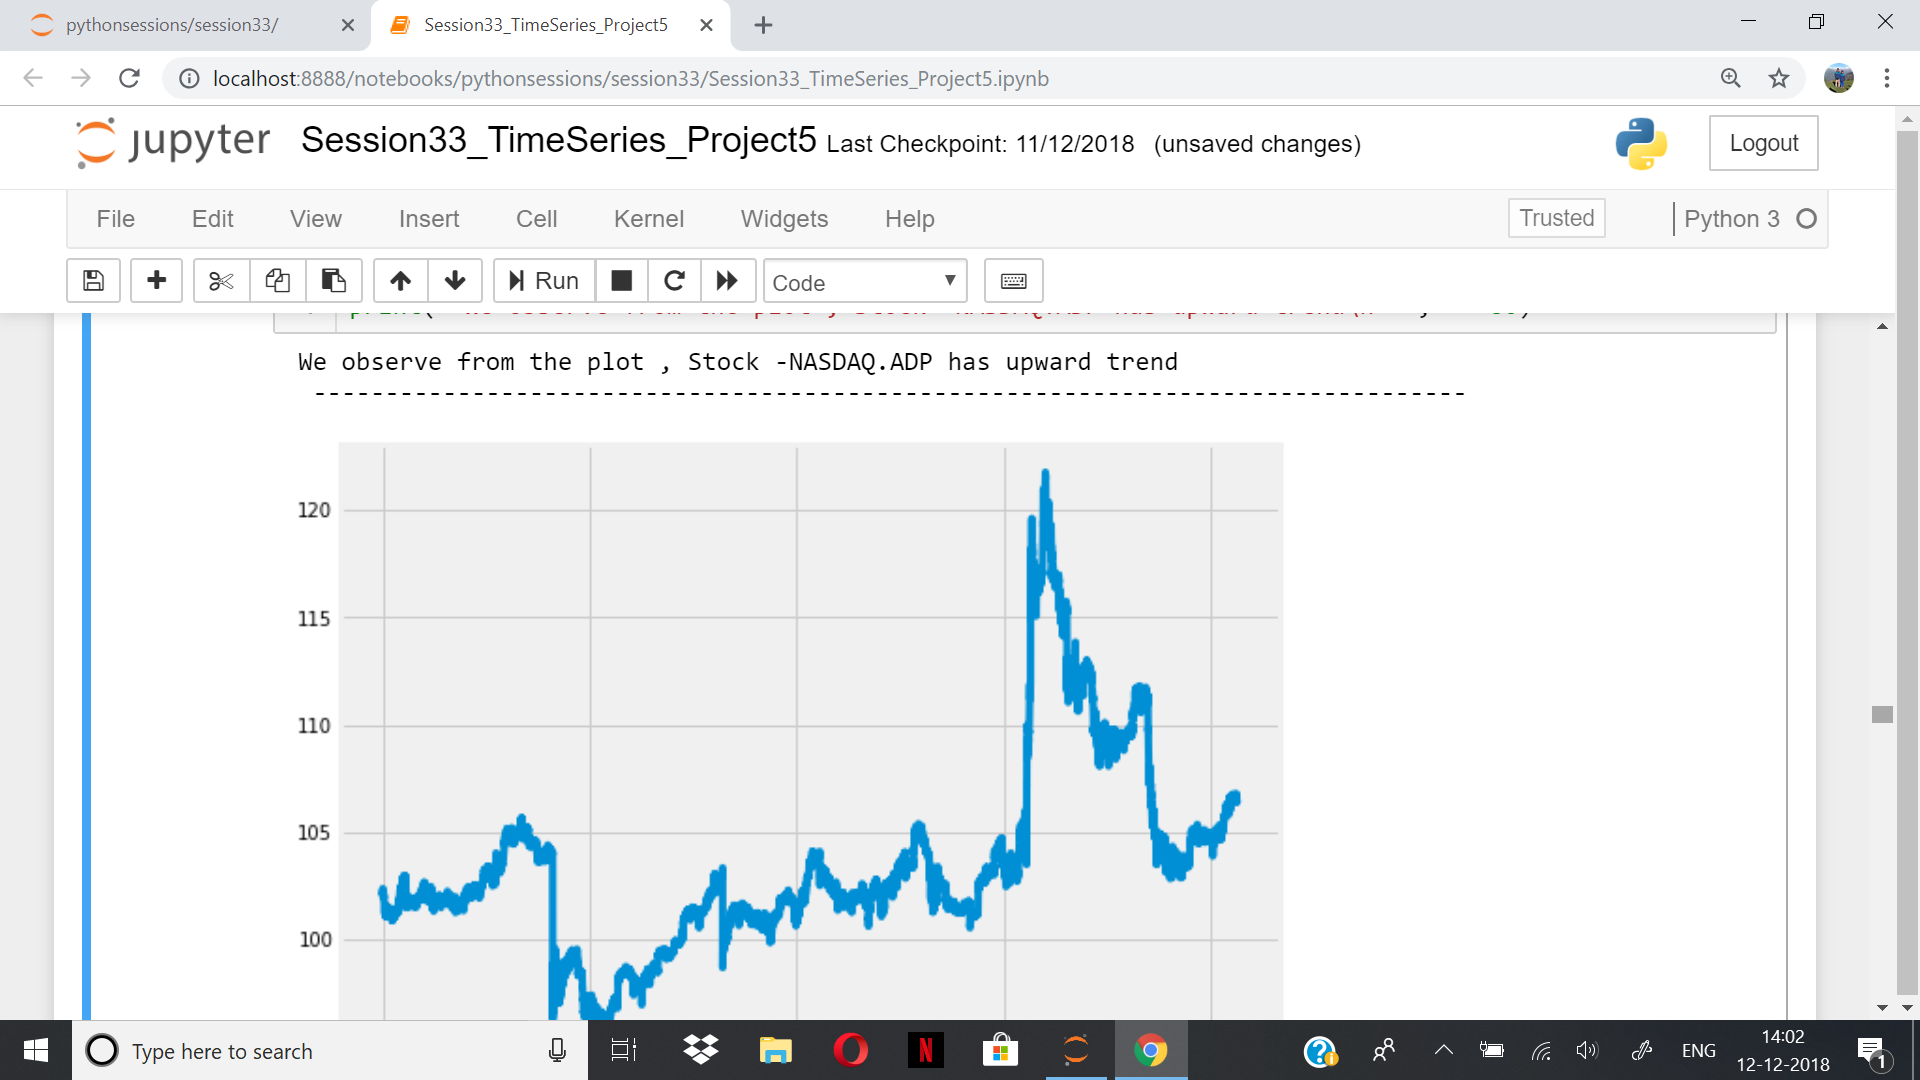 pythonsessions/session33/
Session33_TimeSeries_Project5
localhost:8888/notebooks/pythonsessions/session33/Session33_TimeSeries_Project5.ipynb
jupyter Session33_TimeSeries_Project5 Last Checkpoint: 11/12/2018 (unsaved changes)
Logout
File Edit View Insert Cell Kernel Widgets Help
Trusted
Python 3
Run
Code
We observe from the plot , Stock -NASDAQ.ADP has upward trend
--------------------------------------------------------------------------------
120
115
110
105
100
Type here to search
N
ENG
14:02
12-12-2018
1